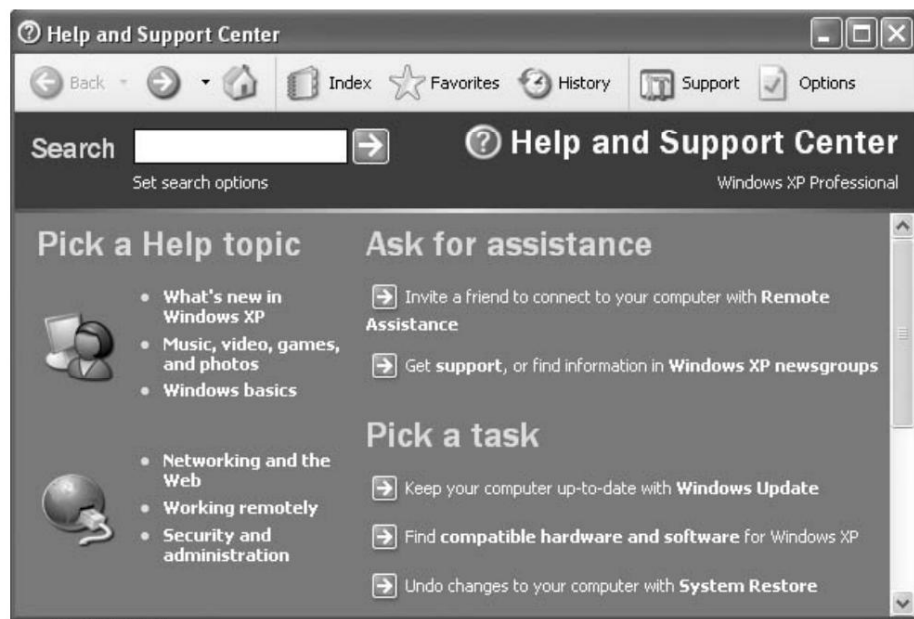 Help and Support Center
Back
Index
Favorites
History
Support
Options
Search
Set search options
Help and Support Center
Windows XP Professional
Pick a Help topic
What's new in
Windows XP
Music, video, games,
and photos
Windows basics
Networking and the
Web
Working remotely
Security and
administration
Ask for assistance
Invite a friend to connect to your computer with Remote
Assistance
Get support, or find information in Windows XP newsgroups
Pick a task
Keep your computer up-to-date with Windows Update
Find compatible hardware and software for Windows XP
Undo changes to your computer with System Restore